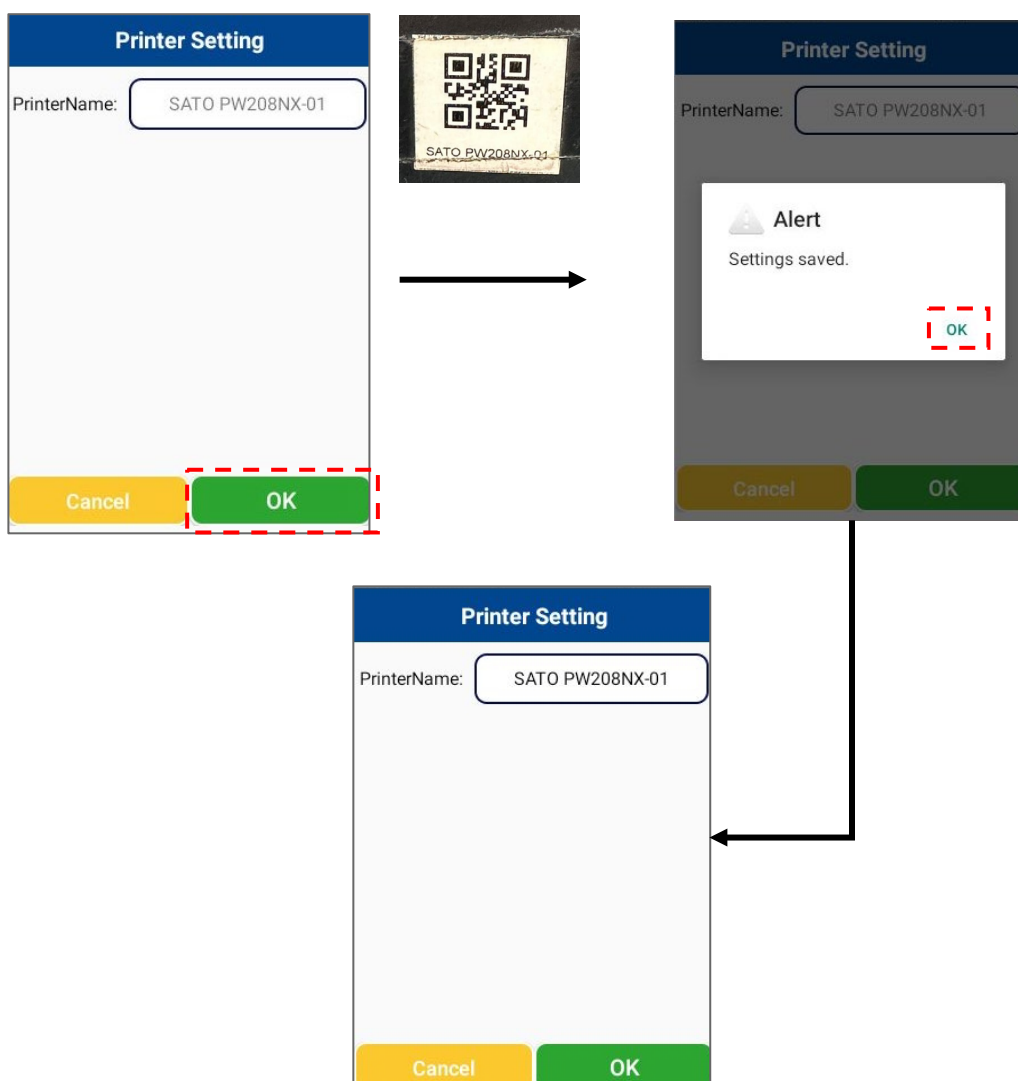 Printer Setting
PrinterName: SATO PW208NX-01
Cancel OK
SATO PW208NX-01
Printer Setting
PrinterName: SATO PW208NX-01
Alert
Settings saved.
OK
Cancel OK
Printer Setting
PrinterName: SATO PW208NX-01
Cancel OK